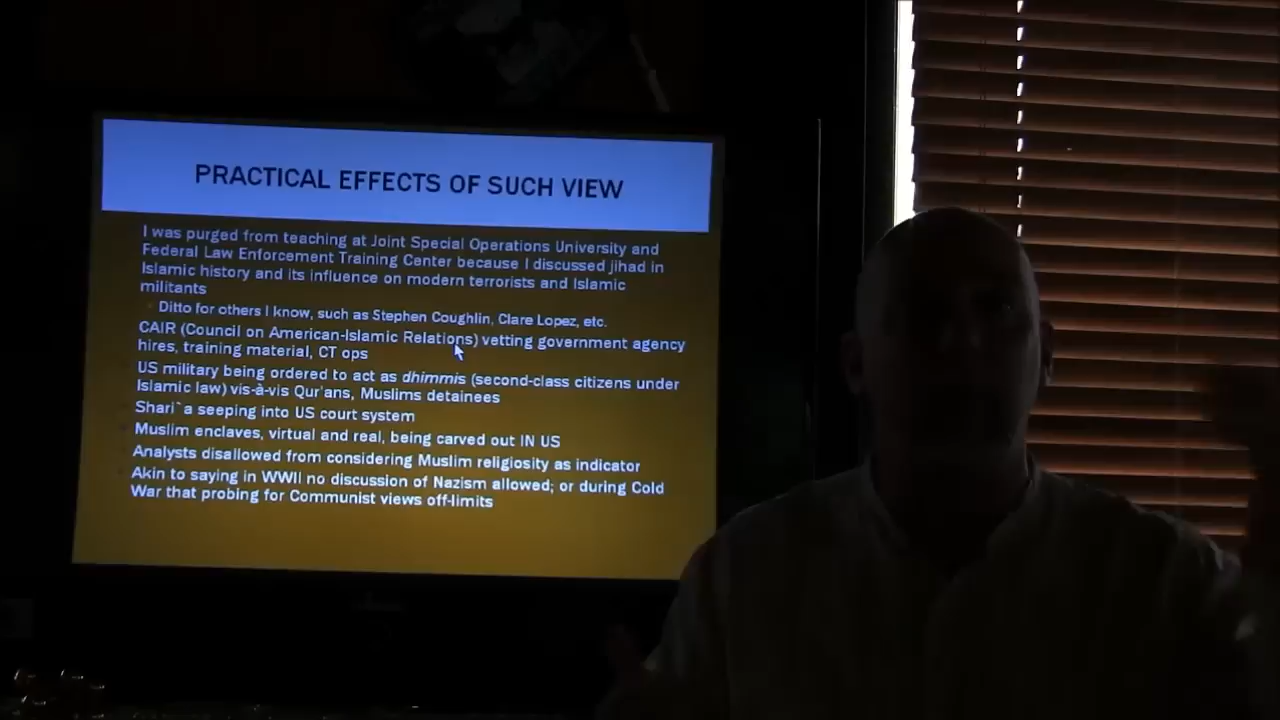 PRACTICAL EFFECTS OF SUCH VIEW
I was purged from teaching at Joint Special Operations University and
Federal Law Enforcement Training Center because I discussed jihad in
Islamic history and its influence on modern terrorists and Islamic
militants
Ditto for others I know, such as Stephen Coughlin, Clare Lopez, etc.
CAIR (Council on American-Islamic Relations) vetting government agency
hires, training material, CT ops
US military being ordered to act as dhimmis (second-class citizens under
Islamic law) vis-à-vis Qur'ans, Muslims detainees
Shari`a seeping into US court system
Muslim enclaves, virtual and real, being carved out IN US
Analysts disallowed from considering Muslim religiosity as indicator
Akin to saying in WWII no discussion of Nazism allowed; or during Cold
War that probing for Communist views off-limits